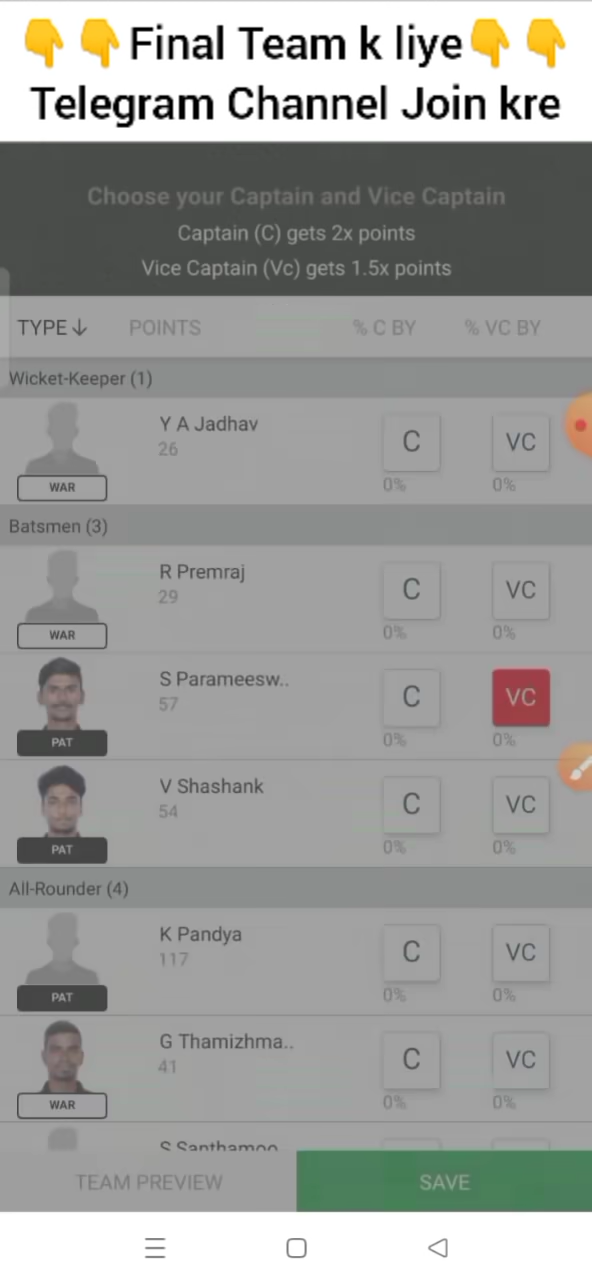 👇👇Final Team k liye👇👇
Telegram Channel Join kre
Choose your Captain and Vice Captain
Captain (C) gets 2x points
Vice Captain (Vc) gets 1.5x points
TYPE↓ POINTS % C BY % VC BY
Wicket-Keeper (1)
Y A Jadhav
26
C VC
WAR
0% 0%
Batsmen (3)
R Premraj
29
C VC
WAR
0% 0%
S Parameesw..
57
C VC
PAT
0% 0%
V Shashank
54
C VC
PAT
0% 0%
All-Rounder (4)
K Pandya
117
C VC
PAT
0% 0%
G Thamizhma..
41
C VC
WAR
0% 0%
S Santhamoo
TEAM PREVIEW SAVE